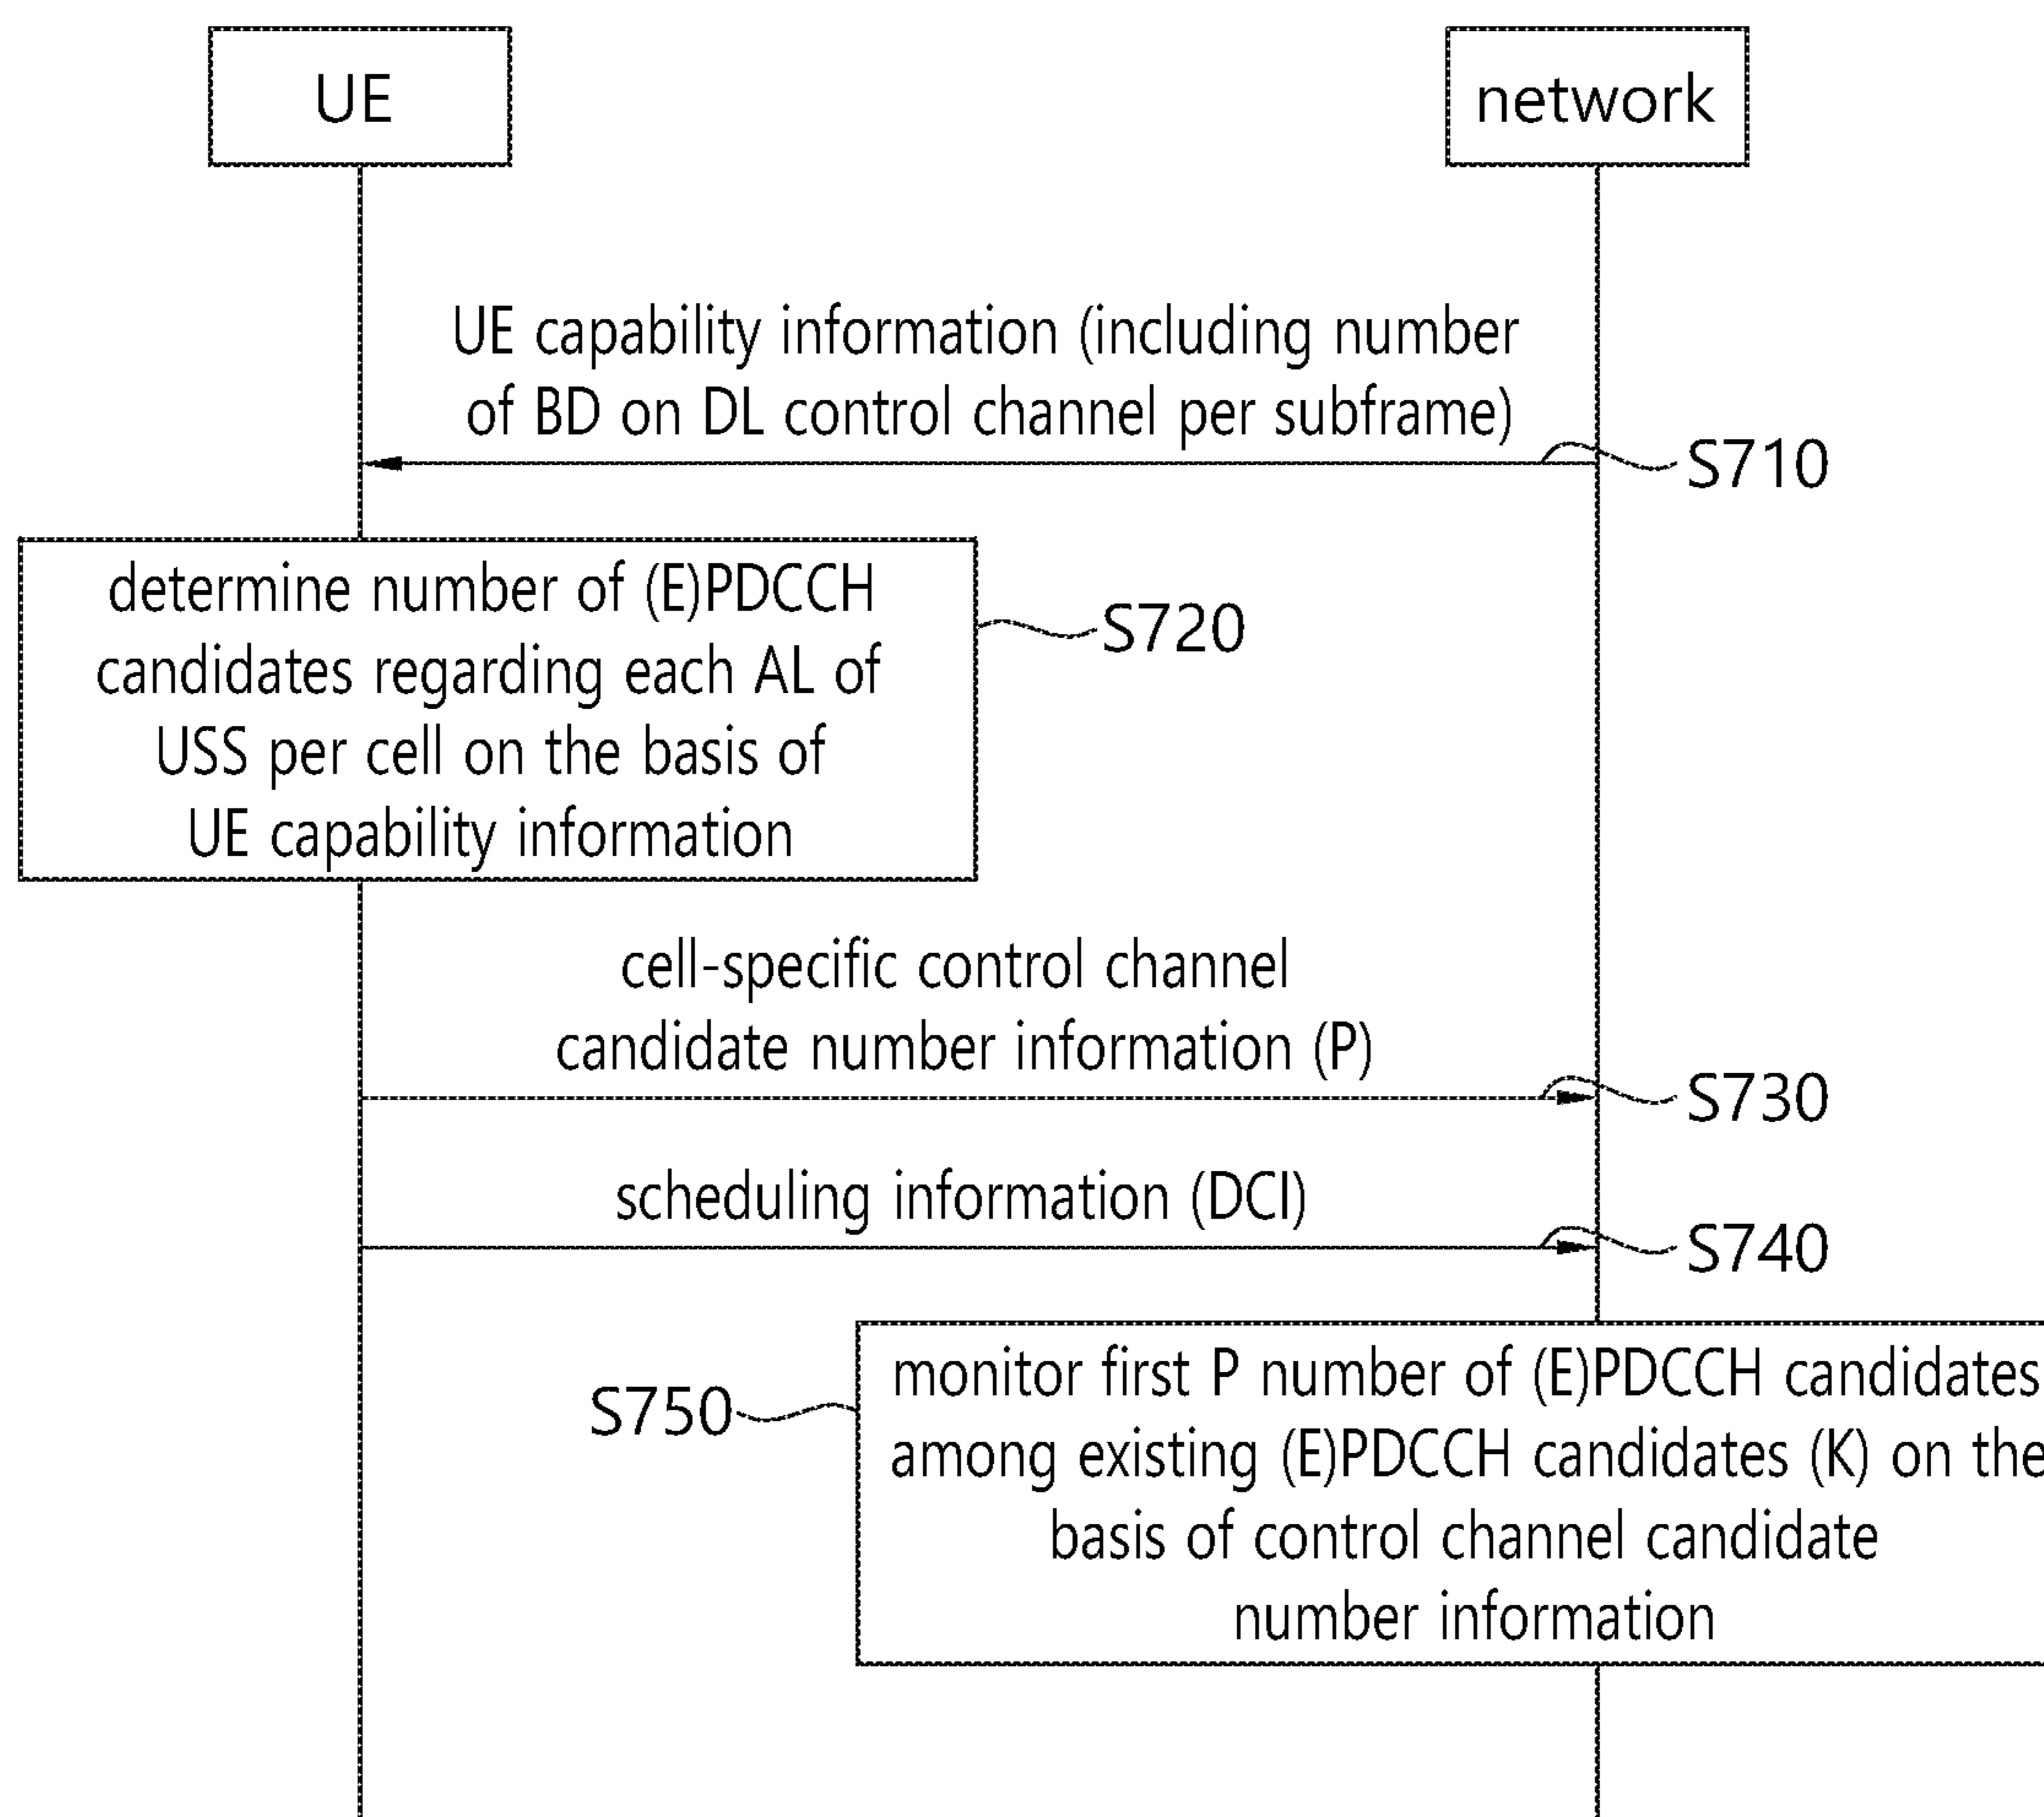 UE
network
UE capability information (including number
of BD on DL control channel per subframe)
S710
determine number of (E)PDCCH
candidates regarding each AL of
USS per cell on the basis of
UE capability information
S720
cell-specific control channel
candidate number information (P)
S730
scheduling information (DCI)
S740
S750
monitor first P number of (E)PDCCH candidates
among existing (E)PDCCH candidates (K) on the
basis of control channel candidate
number information